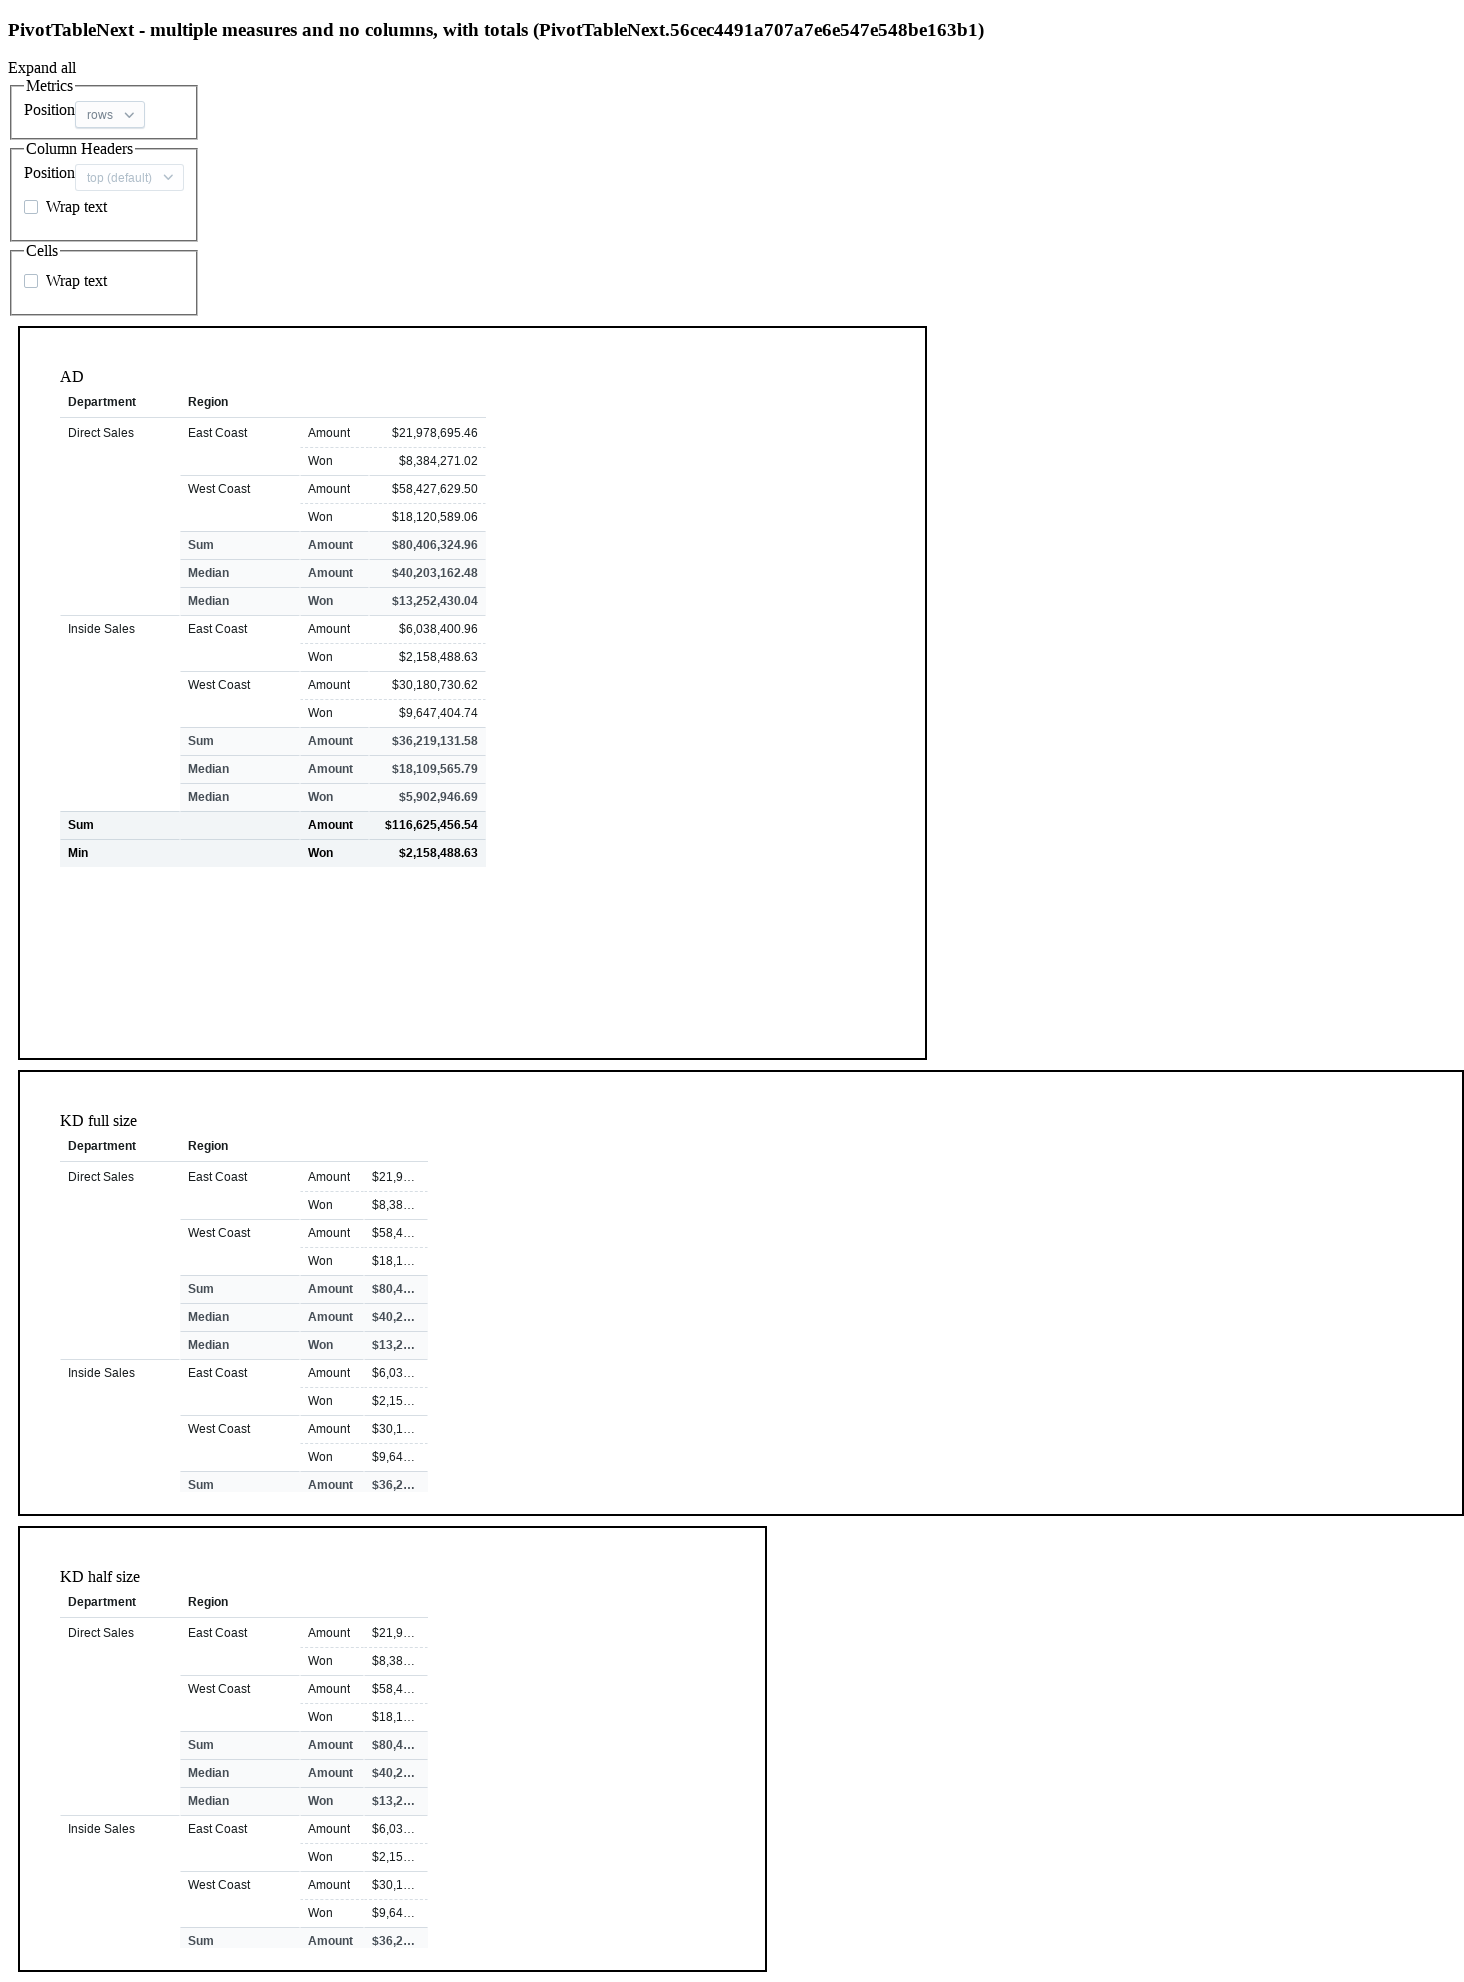 PivotTableNext - multiple measures and no columns, with totals (PivotTableNext.56cec4491a707a7e6e547e548be163b1)
Expand all
Metrics
Position rows
Column Headers
Position top (default)
Wrap text
Cells
Wrap text
AD
Department Region
Direct Sales East Coast Amount $21,978,695.46
Won $8,384,271.02
West Coast Amount $58,427,629.50
Won $18,120,589.06
Sum Amount $80,406,324.96
Median Amount $40,203,162.48
Median Won $13,252,430.04
Inside Sales East Coast Amount $6,038,400.96
Won $2,158,488.63
West Coast Amount $30,180,730.62
Won $9,647,404.74
Sum Amount $36,219,131.58
Median Amount $18,109,565.79
Median Won $5,902,946.69
Sum Amount $116,625,456.54
Min Won $2,158,488.63
KD full size
Department Region
Direct Sales East Coast Amount $21,9…
Won $8,38…
West Coast Amount $58,4…
Won $18,1…
Sum Amount $80,4…
Median Amount $40,2…
Median Won $13,2…
Inside Sales East Coast Amount $6,03…
Won $2,15…
West Coast Amount $30,1…
Won $9,64…
Sum Amount $36,2…
KD half size
Department Region
Direct Sales East Coast Amount $21,9…
Won $8,38…
West Coast Amount $58,4…
Won $18,1…
Sum Amount $80,4…
Median Amount $40,2…
Median Won $13,2…
Inside Sales East Coast Amount $6,03…
Won $2,15…
West Coast Amount $30,1…
Won $9,64…
Sum Amount $36,2…